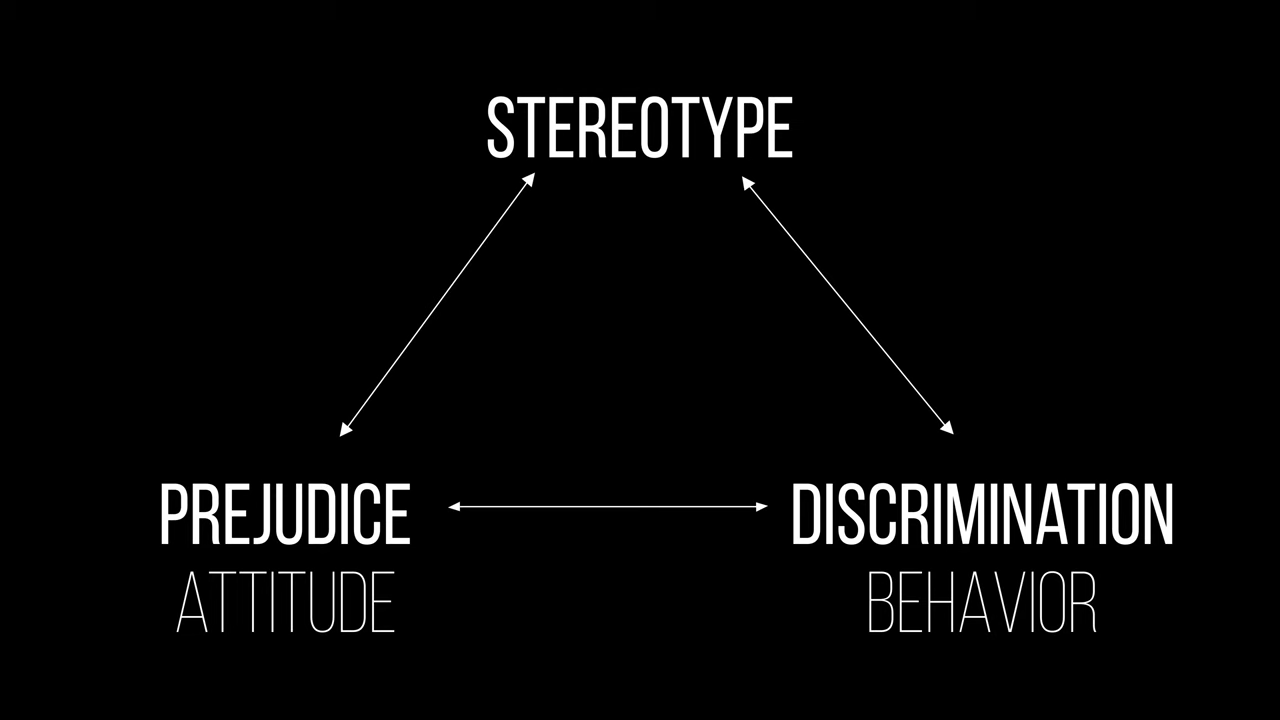 STEREOTYPE
PREJUDICE
DISCRIMINATION
ATTITUDE
BEHAVIOR